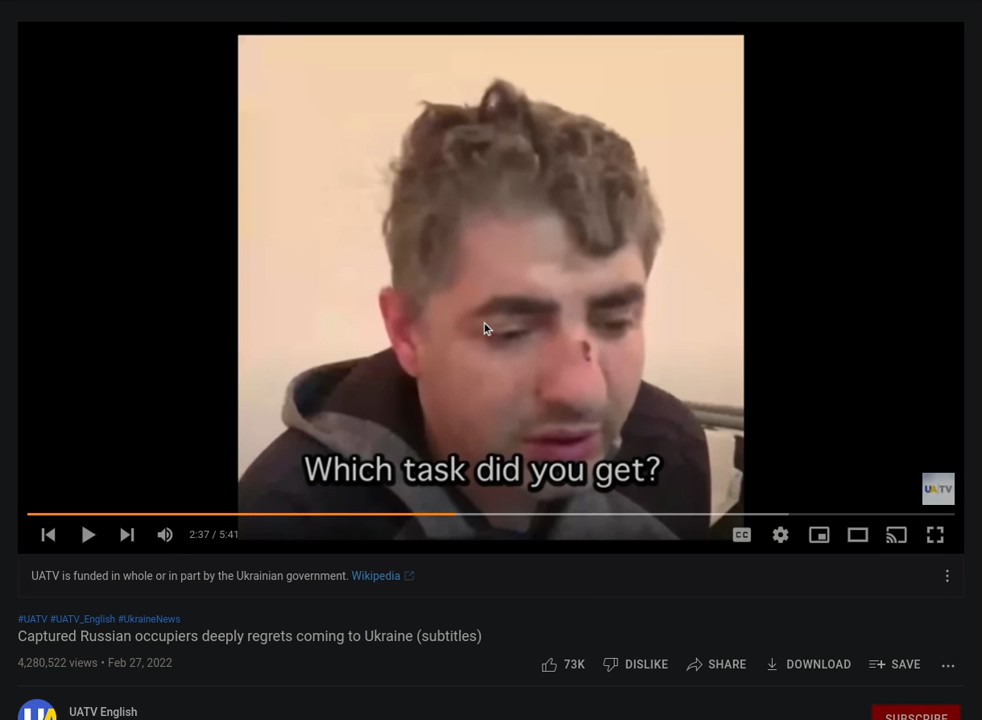 Which task did you get?
UATV
2:37 / 5:41
CC
UATV is funded in whole or in part by the Ukrainian government. Wikipedia
#UATV #UATV_English #UkraineNews
Captured Russian occupiers deeply regrets coming to Ukraine (subtitles)
4,280,522 views • Feb 27, 2022
73K DISLIKE SHARE DOWNLOAD SAVE
UATV English
SUBSCRIBE